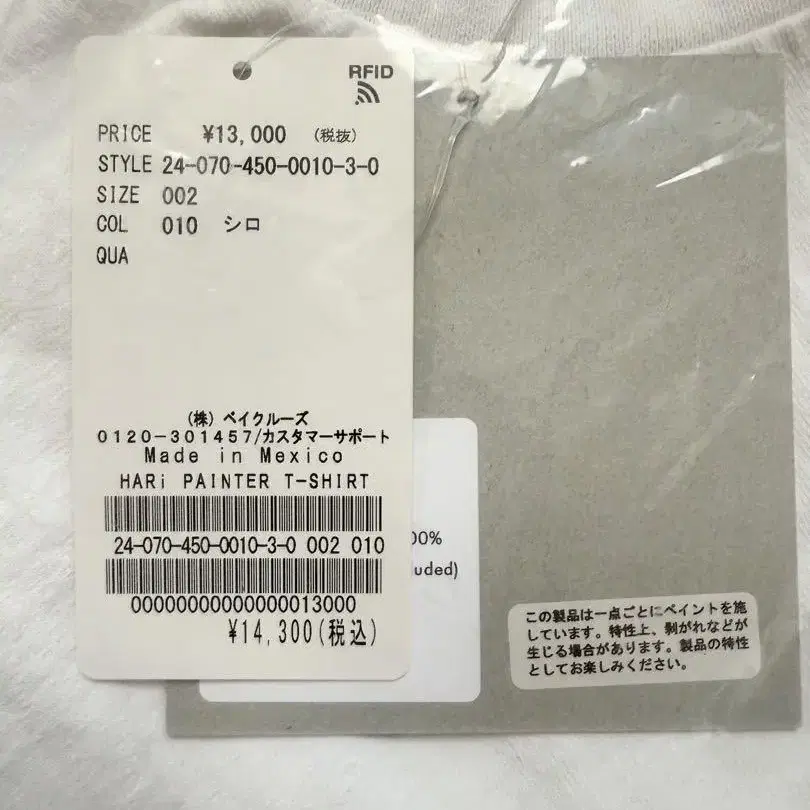 RFID
PRICE ¥13,000 (税抜)
STYLE 24-070-450-0010-3-0
SIZE 002
COL 010 シロ
QUA
(株) ベイクルーズ
0120-301457/カスタマーサポート
Made in Mexico
HARi PAINTER T-SHIRT
24-070-450-0010-3-0 002 010
00000000000000013000
¥14,300(税込)
00%
uded)
この製品は一点ごとにペイントを施
しています。特性上、剥がれなどが
生じる場合があります。製品の特性
としてお楽しみください。